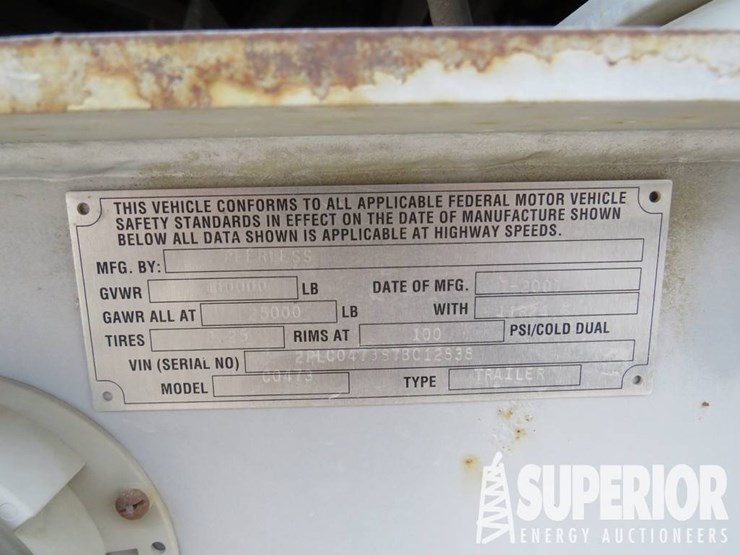 THIS VEHICLE CONFORMS TO ALL APPLICABLE FEDERAL MOTOR VEHICLE
SAFETY STANDARDS IN EFFECT ON THE DATE OF MANUFACTURE SHOWN
BELOW ALL DATA SHOWN IS APPLICABLE AT HIGHWAY SPEEDS.
MFG. BY: PEERLESS
GVWR LB DATE OF MFG.
GAWR ALL AT 25000 LB WITH
TIRES RIMS AT 100 PSI/COLD DUAL
VIN (SERIAL NO)
MODEL TYPE TRAILER
SUPERIOR
ENERGY AUCTIONEERS